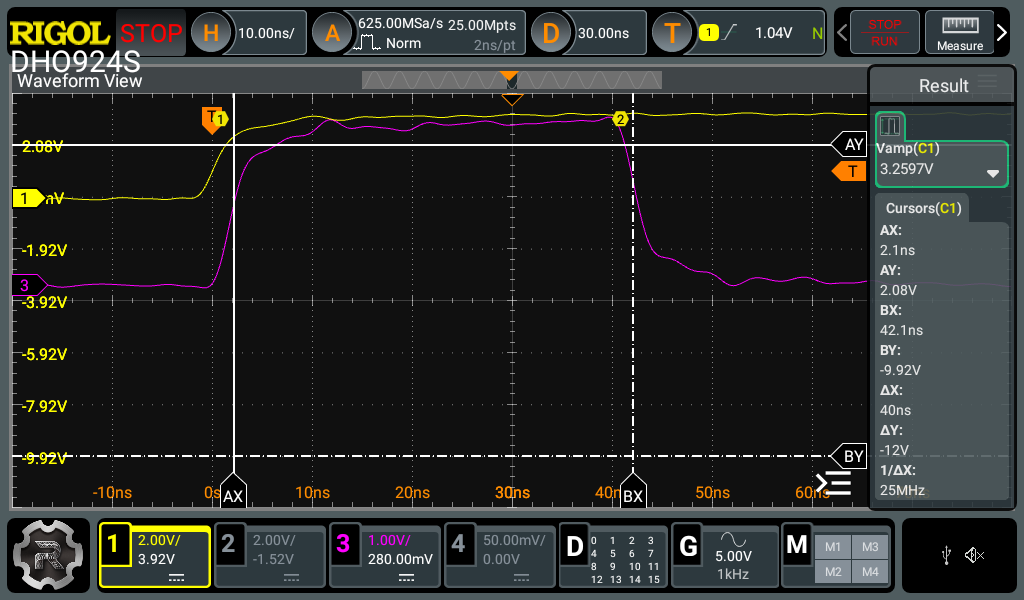 RIGOL STOP H 10.00ns/ A 625.00MSa/s 25.00Mpts Norm 2ns/pt D 30.00ns T 1 1.04V N STOP RUN Measure
DHO924S
Waveform View
Result
T 1 2
Vamp(C1)
3.2597V
2.08V AY
T
1
Cursors(C1)
AX:
2.1ns
AY:
2.08V
BX:
42.1ns
BY:
-9.92V
ΔX:
40ns
ΔY:
-12V
1/ΔX:
25MHz
-1.92V
3
-3.92V
-5.92V
-7.92V
-9.92V BY
-10ns 0s 10ns 20ns 30ns 60ns
AX BX
1 2.00V/ 3.92V
2 2.00V/ -1.52V
3 1.00V/ 280.00mV
4 50.00mV/ 0.00V
D 0 1 2 3
4 5 6 7
8 9 10 11
12 13 14 15
G 5.00V 1kHz
M M1 M3
M2 M4
R